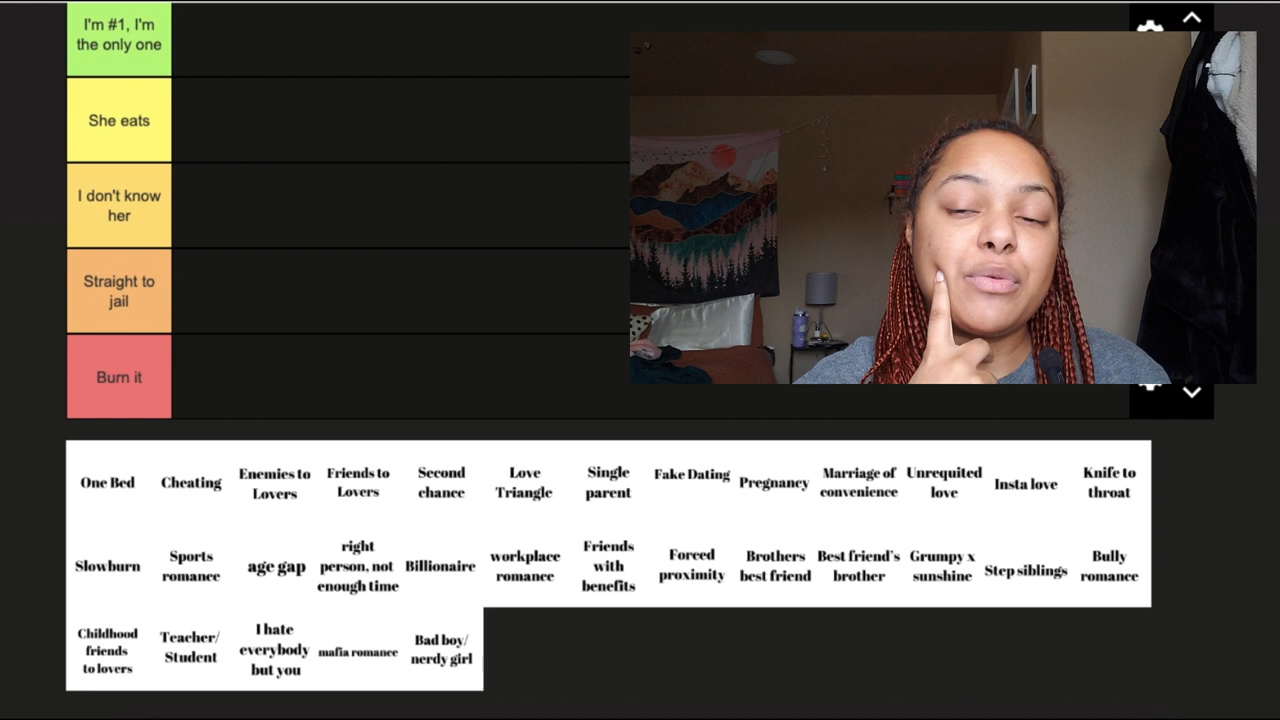 I'm #1, I'm
the only one
She eats
I don't know
her
Straight to
jail
Burn it
One Bed
Cheating
Enemies to
Lovers
Friends to
Lovers
Second
chance
Love
Triangle
Single
parent
Fake Dating
Pregnancy
Marriage of
convenience
Unrequited
love
Insta love
Knife to
throat
Slowburn
Sports
romance
age gap
right
person, not
enough time
Billionaire
workplace
romance
Friends
with
benefits
Forced
proximity
Brothers
best friend
Best friend's
brother
Grumpy x
sunshine
Step siblings
Bully
romance
Childhood
friends
to lovers
Teacher/
Student
I hate
everybody
but you
mafia romance
Bad boy/
nerdy girl